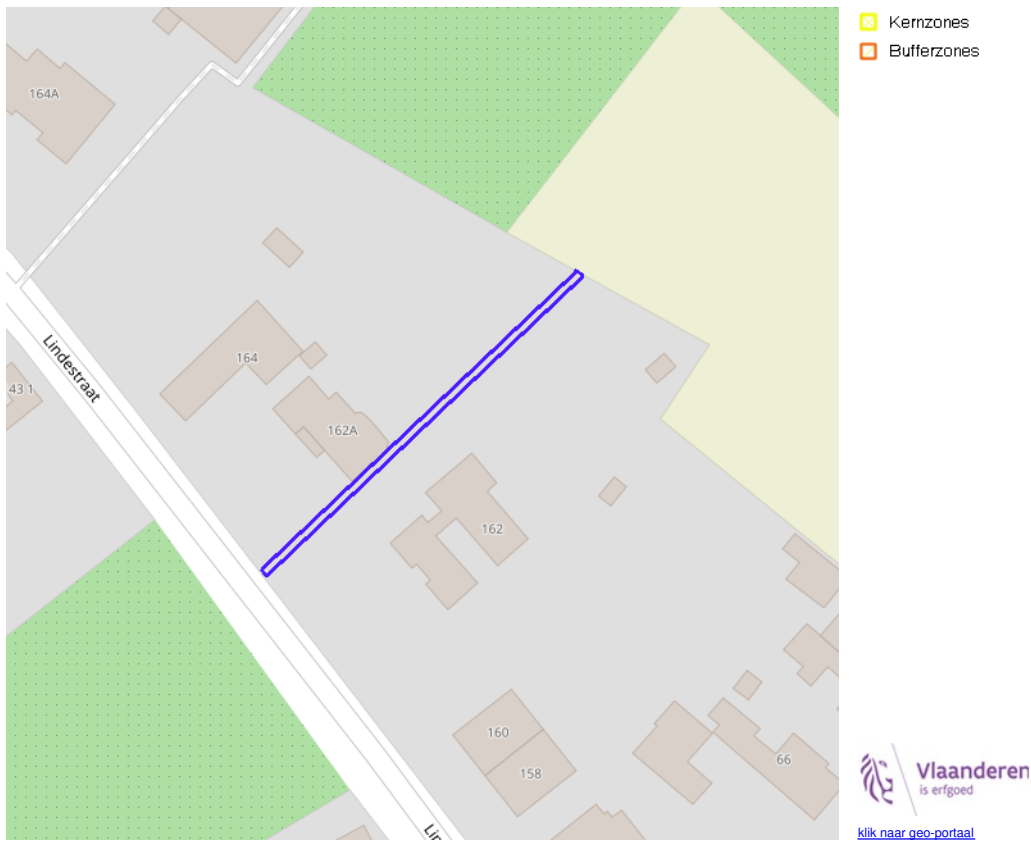 Kernzones
Bufferzones
164A
Lindestraat
164
43 1
162A
162
160
158
66
Lir
Vlaanderen
is erfgoed
klik naar geo-portaal